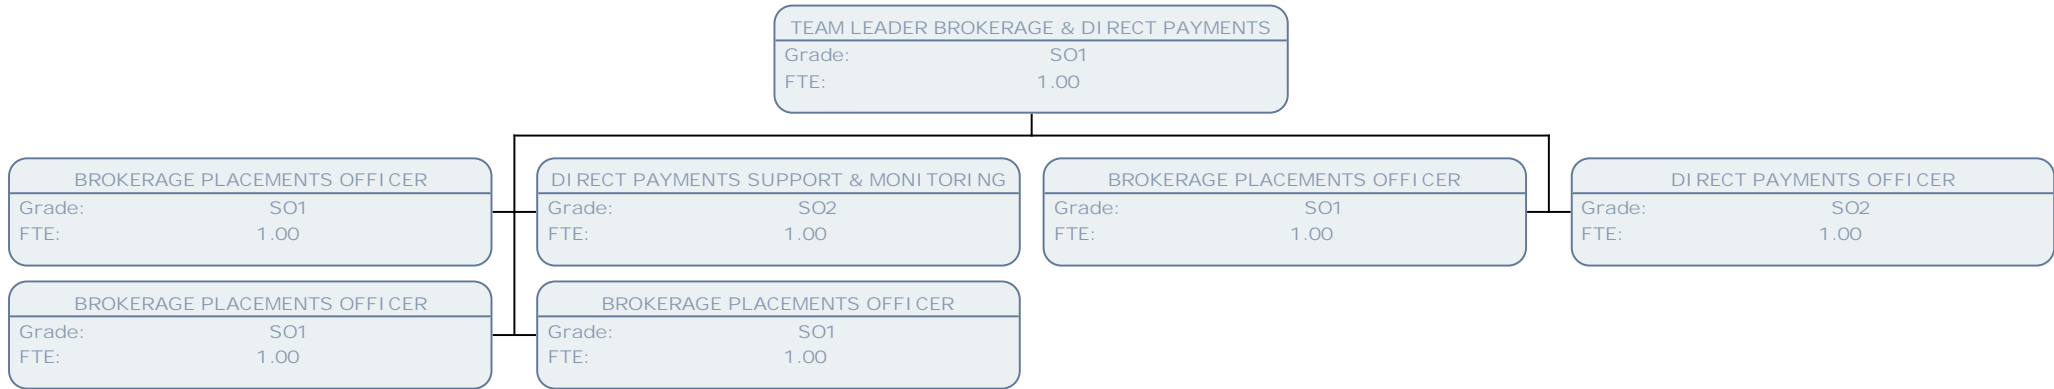 TEAM LEADER BROKERAGE & DIRECT PAYMENTS
Grade: SO1
FTE: 1.00
BROKERAGE PLACEMENTS OFFICER
Grade: SO1
FTE: 1.00
DIRECT PAYMENTS SUPPORT & MONITORING
Grade: SO2
FTE: 1.00
BROKERAGE PLACEMENTS OFFICER
Grade: SO1
FTE: 1.00
DIRECT PAYMENTS OFFICER
Grade: SO2
FTE: 1.00
BROKERAGE PLACEMENTS OFFICER
Grade: SO1
FTE: 1.00
BROKERAGE PLACEMENTS OFFICER
Grade: SO1
FTE: 1.00